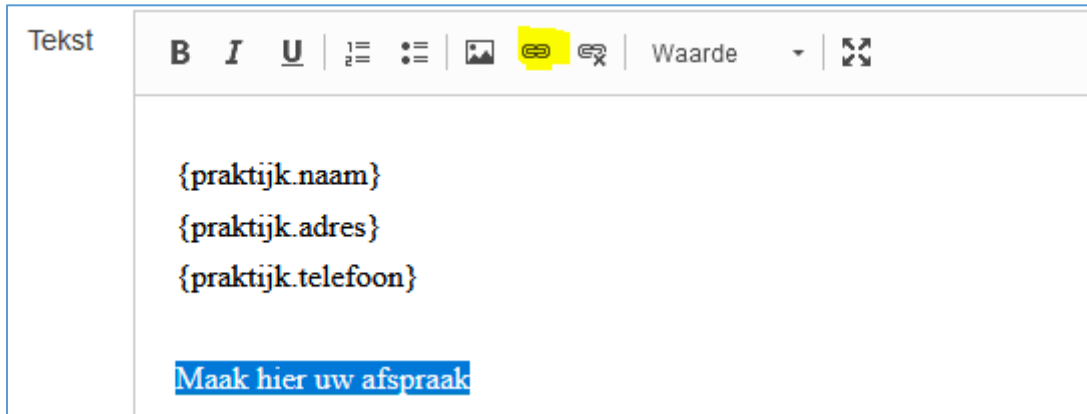 Tekst
B I U Waarde
{praktijk.naam}
{praktijk.adres}
{praktijk.telefoon}
Maak hier uw afspraak